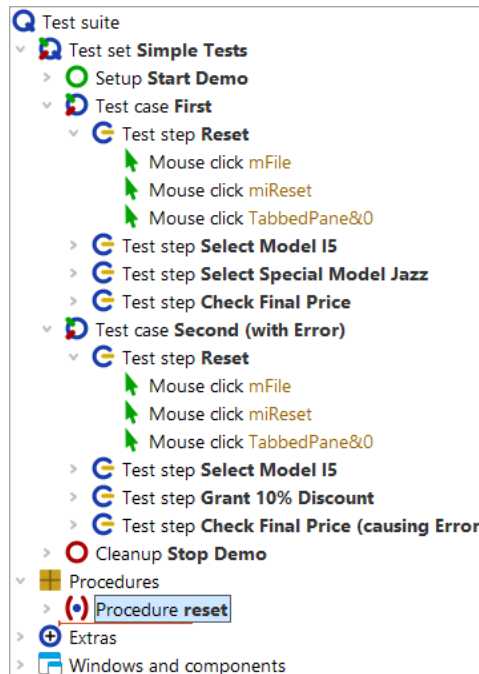 Test suite
Test set Simple Tests
Setup Start Demo
Test case First
Test step Reset
Mouse click mFile
Mouse click miReset
Mouse click TabbedPane&0
Test step Select Model I5
Test step Select Special Model Jazz
Test step Check Final Price
Test case Second (with Error)
Test step Reset
Mouse click mFile
Mouse click miReset
Mouse click TabbedPane&0
Test step Select Model I5
Test step Grant 10% Discount
Test step Check Final Price (causing Error
Cleanup Stop Demo
Procedures
Procedure reset
Extras
Windows and components